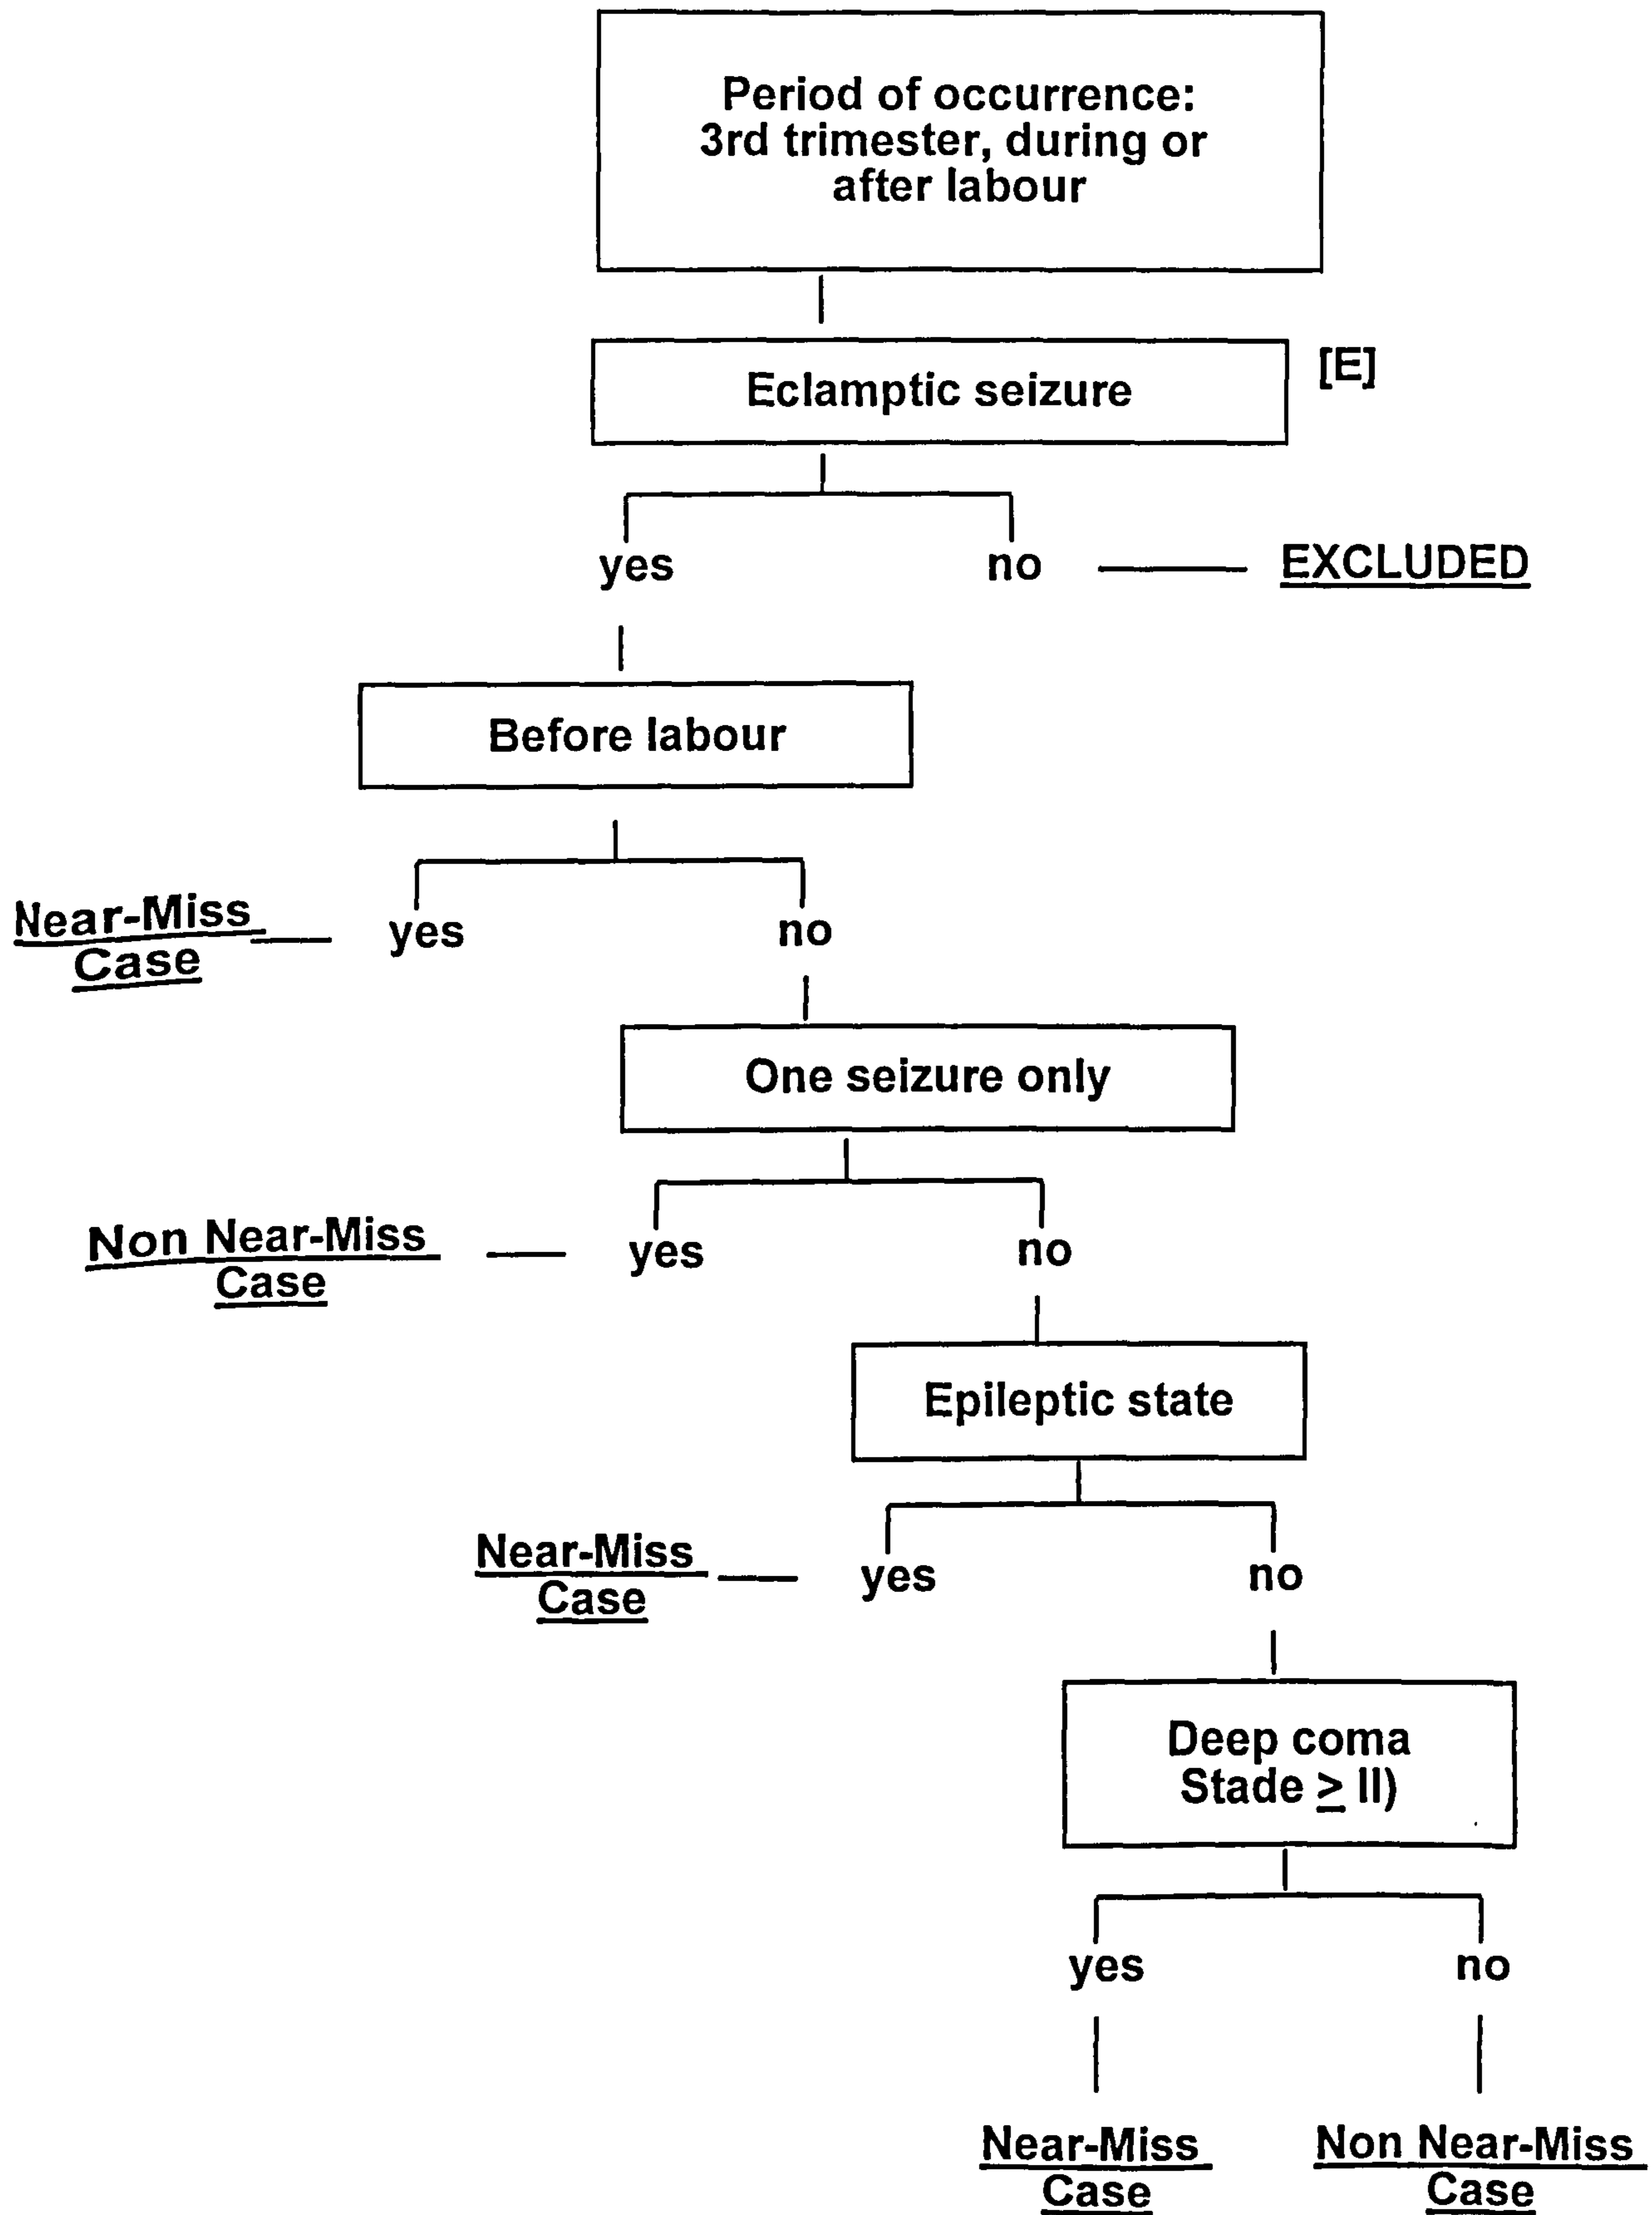 Period of occurrence:
3rd trimester, during or
after labour
Eclamptic seizure
[E]
yes
no
EXCLUDED
Before labour
Near-Miss
Case
yes
no
One seizure only
Non Near-Miss
Case
yes
no
Epileptic state
Near-Miss
Case
yes
no
Deep coma
Stade ≥ II)
yes
no
Near-Miss
Case
Non Near-Miss
Case